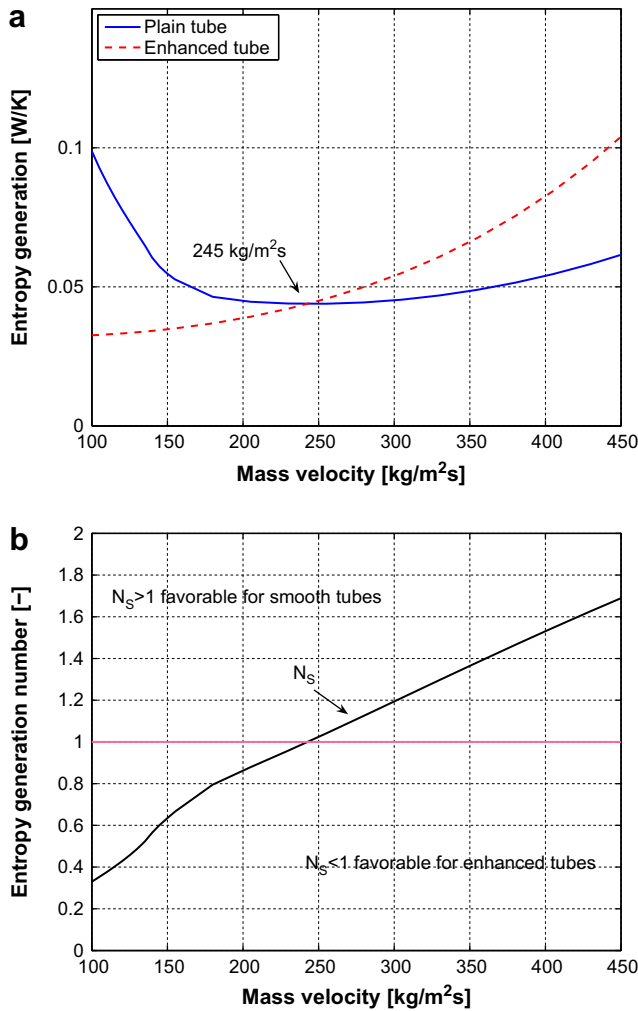 a
Plain tube
Enhanced tube
Entropy generation [W/K]
0.1
0.05
0
245 kg/m²s
100 150 200 250 300 350 400 450
Mass velocity [kg/m²s]
b
Entropy generation number [−]
2
1.8
1.6
1.4
1.2
1
0.8
0.6
0.4
0.2
0
N_S>1 favorable for smooth tubes
N_S
N_S<1 favorable for enhanced tubes
100 150 200 250 300 350 400 450
Mass velocity [kg/m²s]